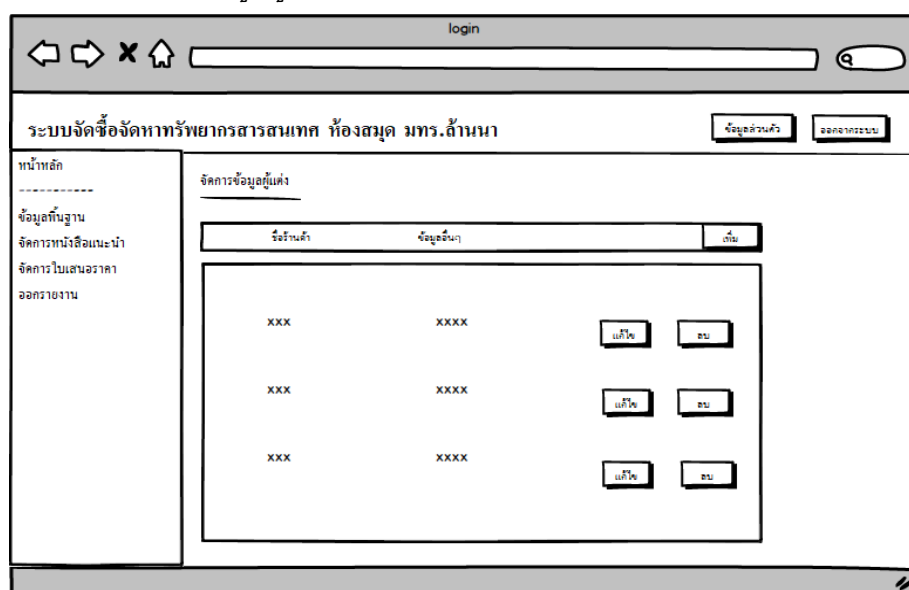 login
ระบบจัดซื้อจัดหาทรัพยากรสารสนเทศ ห้องสมุด มทร.ล้านนา
ข้อมูลส่วนตัว ออกจากระบบ
หน้าหลัก
-----------
ข้อมูลพื้นฐาน
จัดการหนังสือแนะนำ
จัดการใบเสนอราคา
ออกรายงาน
จัดการข้อมูลผู้แต่ง
ชื่อร้านค้า ข้อมูลอื่นๆ เพิ่ม
xxx xxxx แก้ไข ลบ
xxx xxxx แก้ไข ลบ
xxx xxxx แก้ไข ลบ